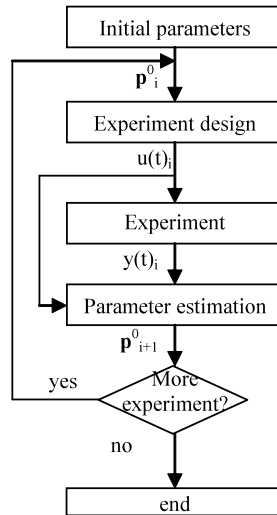 Initial parameters
p⁰ᵢ
Experiment design
u(t)ᵢ
Experiment
y(t)ᵢ
Parameter estimation
p⁰ᵢ₊₁
yes
More
experiment?
no
end